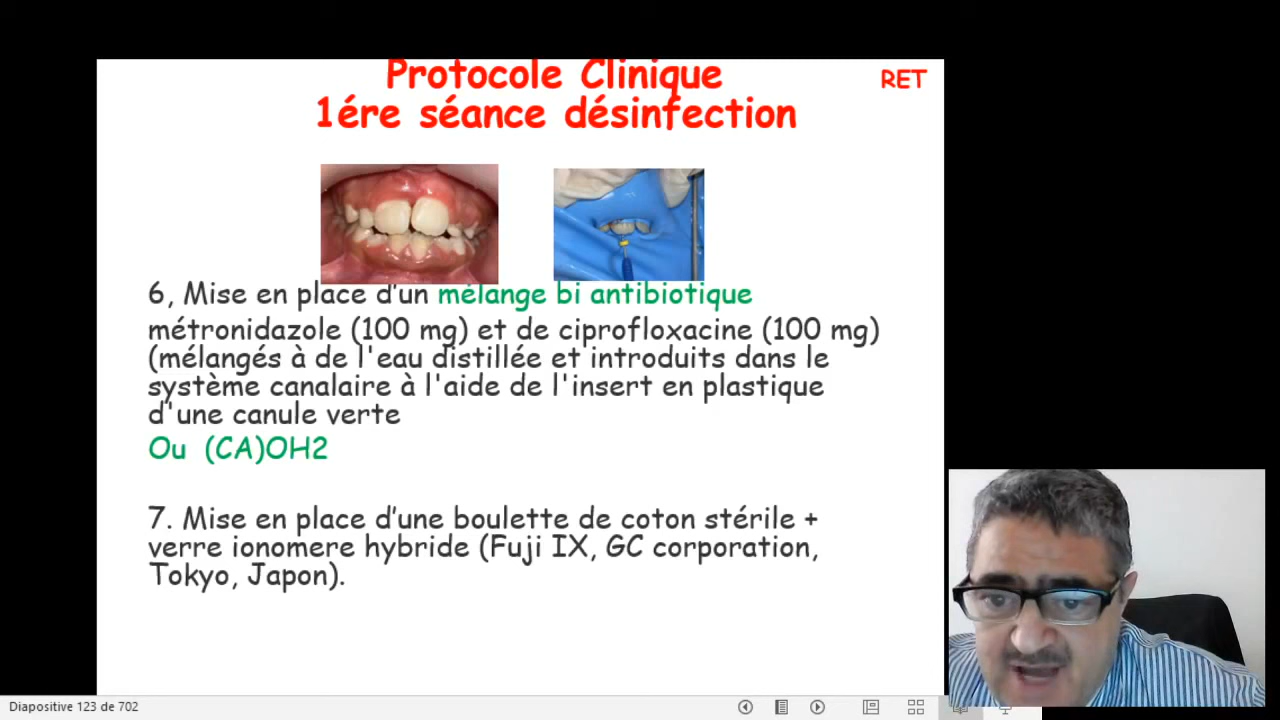 Protocole Clinique
RET
1ére séance désinfection
6, Mise en place d’un mélange bi antibiotique
métronidazole (100 mg) et de ciprofloxacine (100 mg)
(mélangés à de l'eau distillée et introduits dans le
système canalaire à l'aide de l'insert en plastique
d'une canule verte
Ou (CA)OH2
7. Mise en place d’une boulette de coton stérile +
verre ionomere hybride (Fuji IX, GC corporation,
Tokyo, Japon).
Diapositive 123 de 702